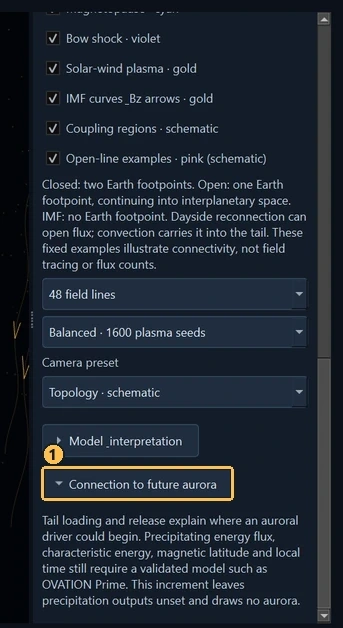 Bow shock · violet
Solar-wind plasma · gold
IMF curves _Bz arrows · gold
Coupling regions · schematic
Open-line examples · pink (schematic)
Closed: two Earth footpoints. Open: one Earth
footpoint, continuing into interplanetary space.
IMF: no Earth footpoint. Dayside reconnection can
open flux; convection carries it into the tail. These
fixed examples illustrate connectivity, not field
tracing or flux counts.
48 field lines
Balanced · 1600 plasma seeds
Camera preset
Topology · schematic
Model _interpretation
1
Connection to future aurora
Tail loading and release explain where an auroral
driver could begin. Precipitating energy flux,
characteristic energy, magnetic latitude and local
time still require a validated model such as
OVATION Prime. This increment leaves
precipitation outputs unset and draws no aurora.